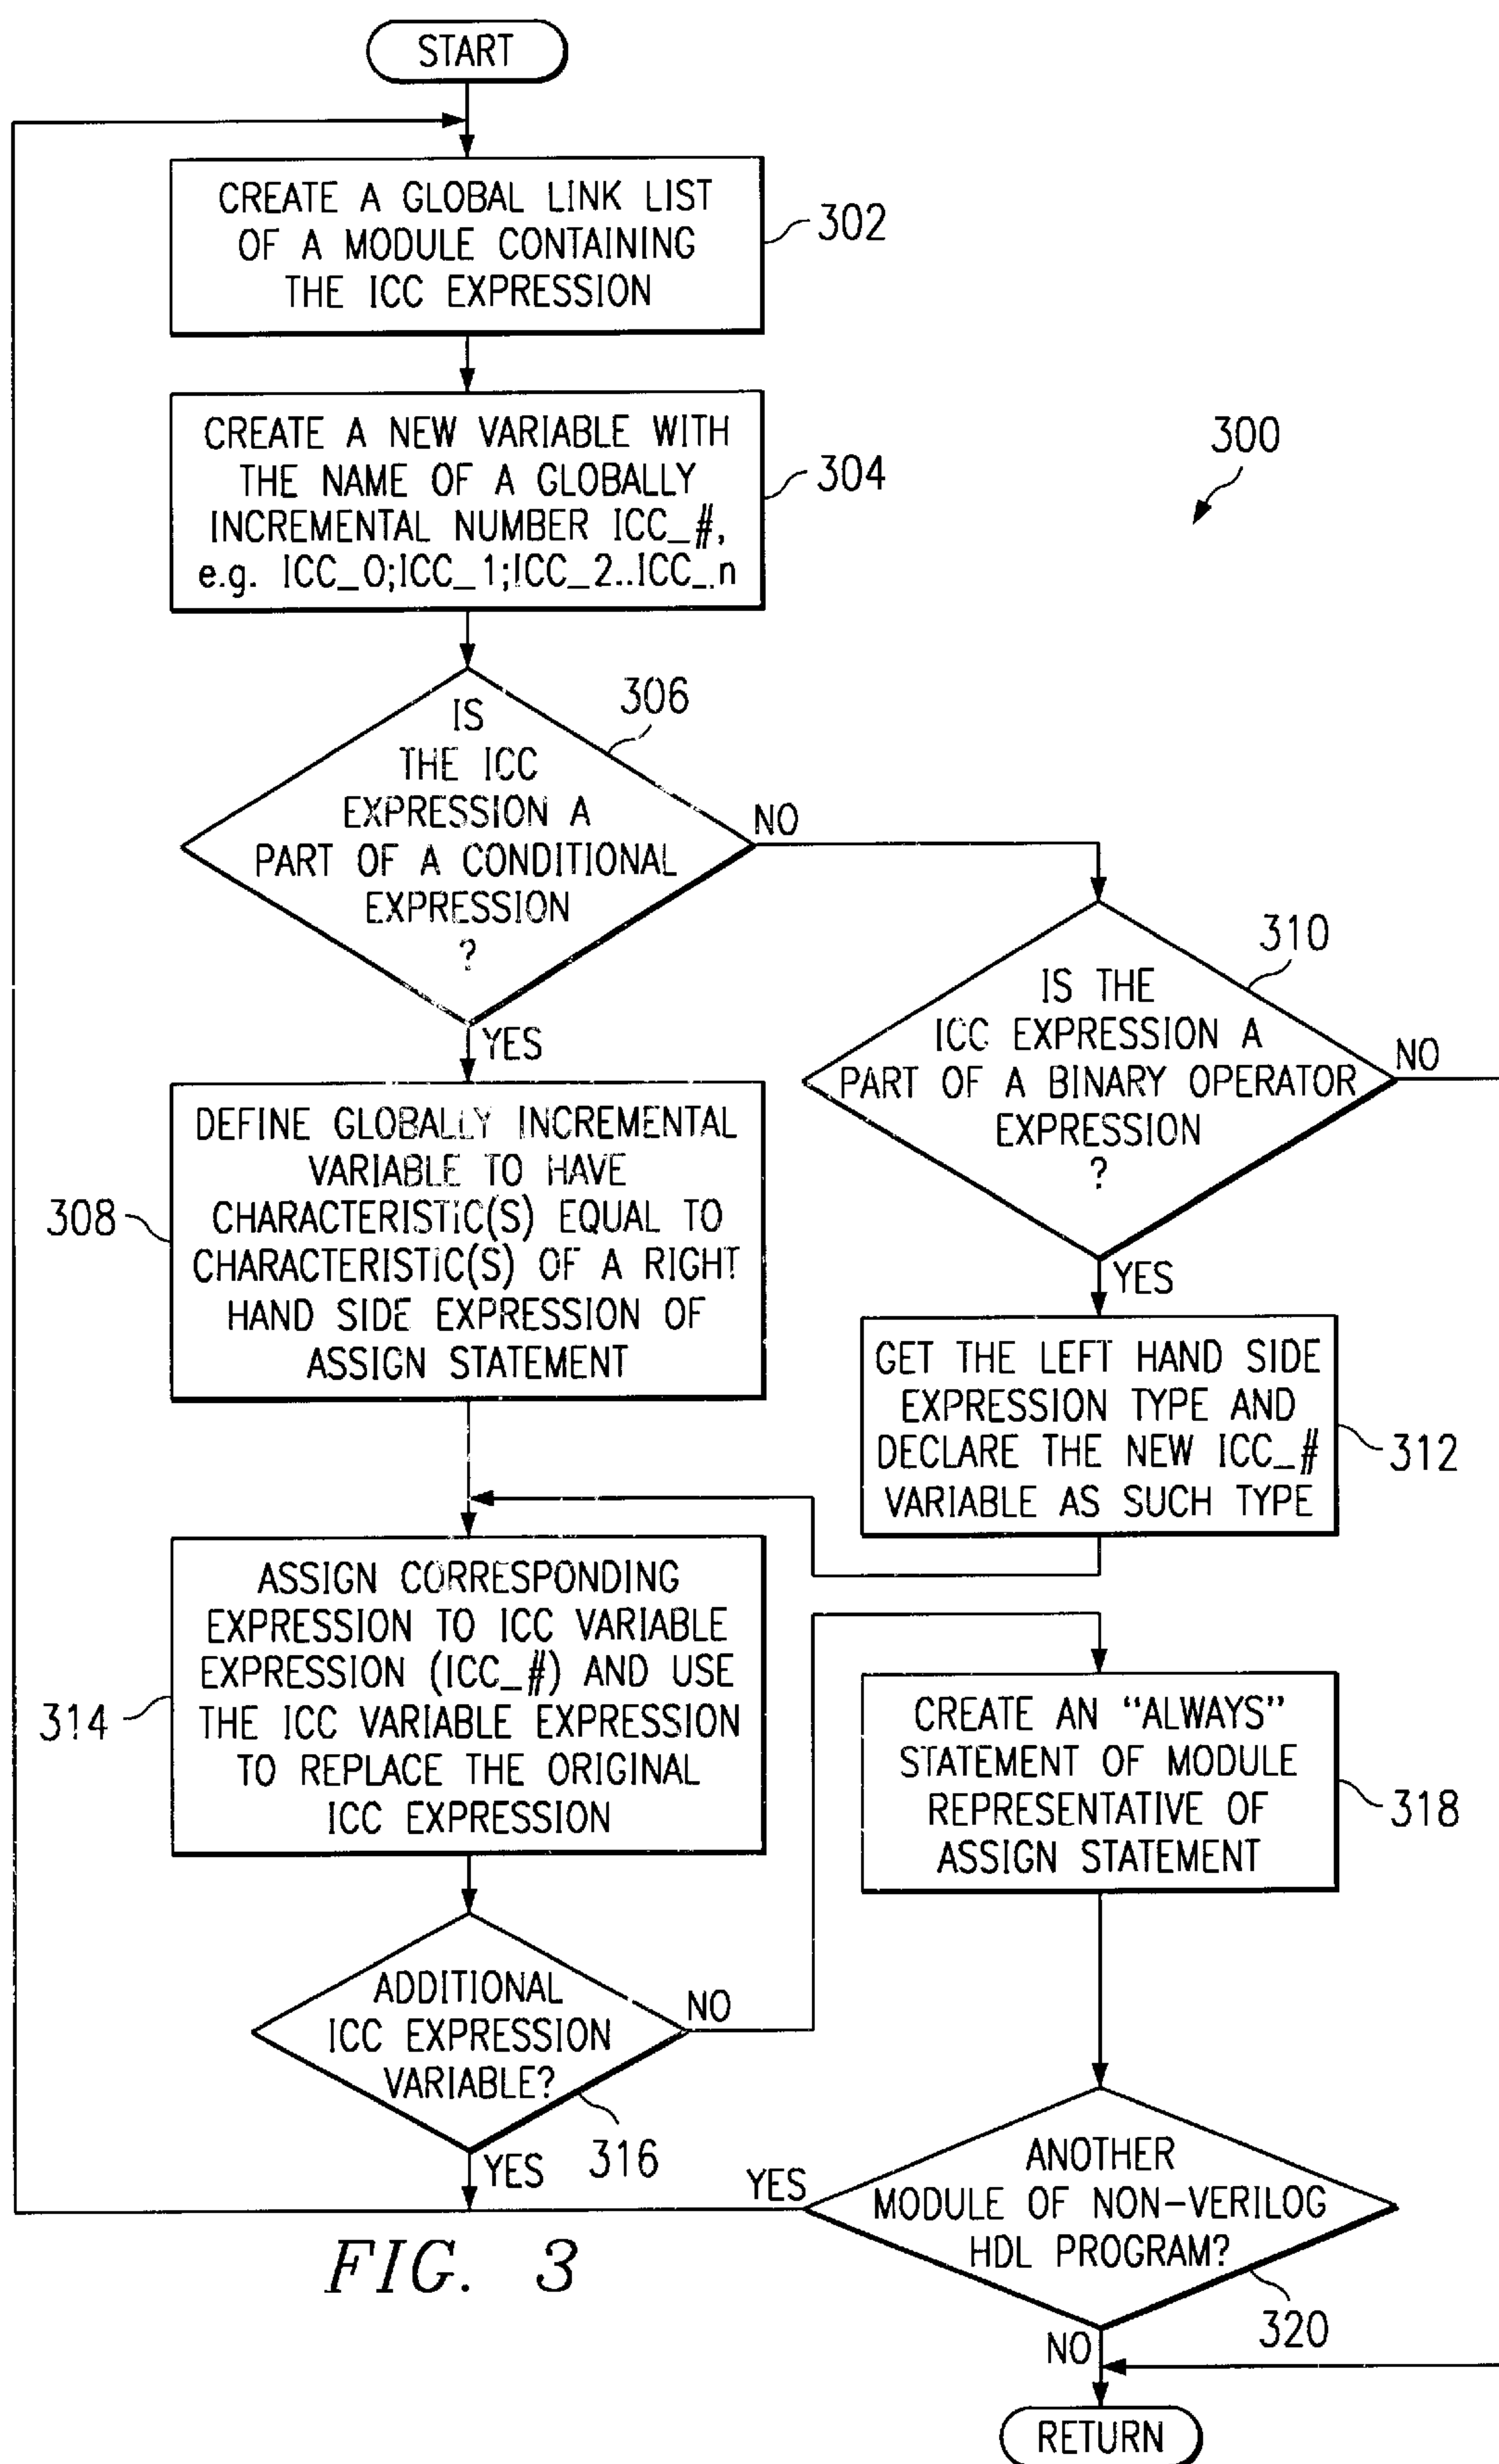 START
CREATE A GLOBAL LINK LIST
OF A MODULE CONTAINING
THE ICC EXPRESSION
302
CREATE A NEW VARIABLE WITH
THE NAME OF A GLOBALLY
INCREMENTAL NUMBER ICC_#,
e.g. ICC_0;ICC_1;ICC_2..ICC_n
304
300
IS
THE ICC
EXPRESSION A
PART OF A CONDITIONAL
EXPRESSION
?
306
NO
YES
IS THE
ICC EXPRESSION A
PART OF A BINARY OPERATOR
EXPRESSION
?
310
NO
YES
DEFINE GLOBALLY INCREMENTAL
VARIABLE TO HAVE
CHARACTERISTIC(S) EQUAL TO
CHARACTERISTIC(S) OF A RIGHT
HAND SIDE EXPRESSION OF
ASSIGN STATEMENT
308
GET THE LEFT HAND SIDE
EXPRESSION TYPE AND
DECLARE THE NEW ICC_#
VARIABLE AS SUCH TYPE
312
ASSIGN CORRESPONDING
EXPRESSION TO ICC VARIABLE
EXPRESSION (ICC_#) AND USE
THE ICC VARIABLE EXPRESSION
TO REPLACE THE ORIGINAL
ICC EXPRESSION
314
CREATE AN “ALWAYS”
STATEMENT OF MODULE
REPRESENTATIVE OF
ASSIGN STATEMENT
318
ADDITIONAL
ICC EXPRESSION
VARIABLE?
NO
316
YES
ANOTHER
MODULE OF NON-VERILOG
HDL PROGRAM?
YES
320
NO
RETURN
FIG. 3